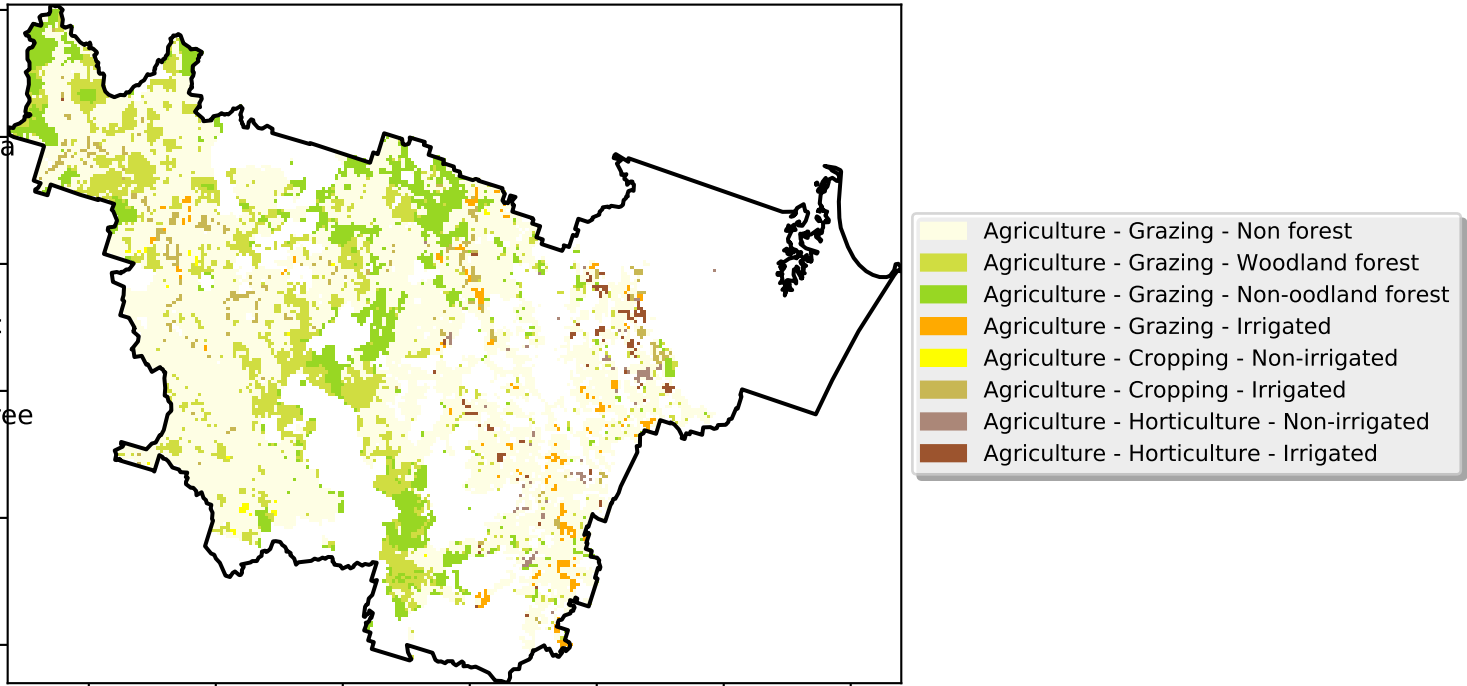 a
Agriculture - Grazing - Non forest
Agriculture - Grazing - Woodland forest
Agriculture - Grazing - Non-oodland forest
Agriculture - Grazing - Irrigated
Agriculture - Cropping - Non-irrigated
Agriculture - Cropping - Irrigated
ree
Agriculture - Horticulture - Non-irrigated
Agriculture - Horticulture - Irrigated